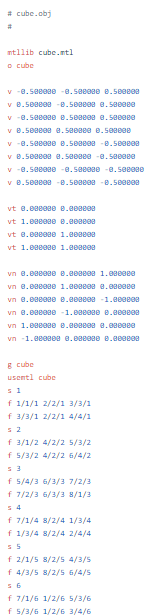 # cube.obj
#
mtllib cube.mtl
o cube
v -0.500000 -0.500000 0.500000
v 0.500000 -0.500000 0.500000
v -0.500000 0.500000 0.500000
v 0.500000 0.500000 0.500000
v -0.500000 0.500000 -0.500000
v 0.500000 0.500000 -0.500000
v -0.500000 -0.500000 -0.500000
v 0.500000 -0.500000 -0.500000
vt 0.000000 0.000000
vt 1.000000 0.000000
vt 0.000000 1.000000
vt 1.000000 1.000000
vn 0.000000 0.000000 1.000000
vn 0.000000 1.000000 0.000000
vn 0.000000 0.000000 -1.000000
vn 0.000000 -1.000000 0.000000
vn 1.000000 0.000000 0.000000
vn -1.000000 0.000000 0.000000
g cube
usemtl cube
s 1
f 1/1/1 2/2/1 3/3/1
f 3/3/1 2/2/1 4/4/1
s 2
f 3/1/2 4/2/2 5/3/2
f 5/3/2 4/2/2 6/4/2
s 3
f 5/4/3 6/3/3 7/2/3
f 7/2/3 6/3/3 8/1/3
s 4
f 7/1/4 8/2/4 1/3/4
f 1/3/4 8/2/4 2/4/4
s 5
f 2/1/5 8/2/5 4/3/5
f 4/3/5 8/2/5 6/4/5
s 6
f 7/1/6 1/2/6 5/3/6
f 5/3/6 1/2/6 3/4/6